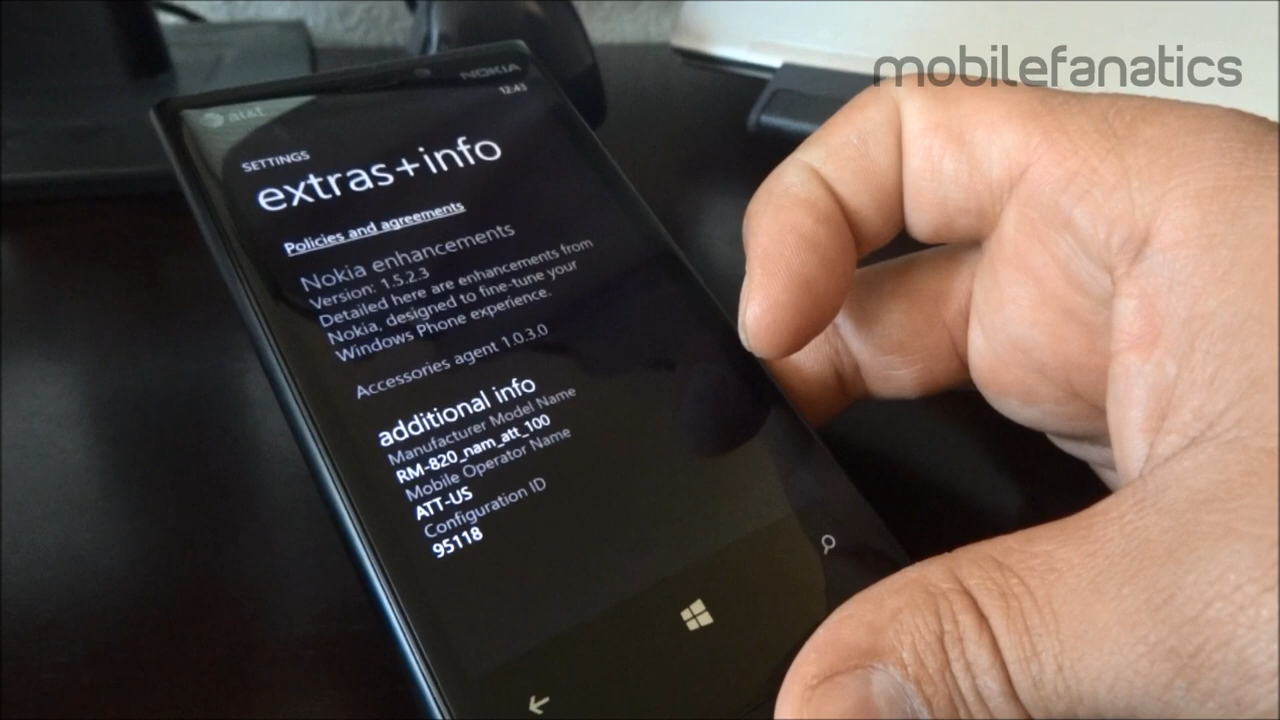 mobilefanatics
NOKIA
12:43
at&t
SETTINGS
extras+info
Policies and agreements
Nokia enhancements
Version: 1.5.2.3
Detailed here are enhancements from
Nokia, designed to fine-tune your
Windows Phone experience.
Accessories agent 1.0.3.0
additional info
Manufacturer Model Name
RM-820_nam_att_100
Mobile Operator Name
ATT-US
Configuration ID
95118